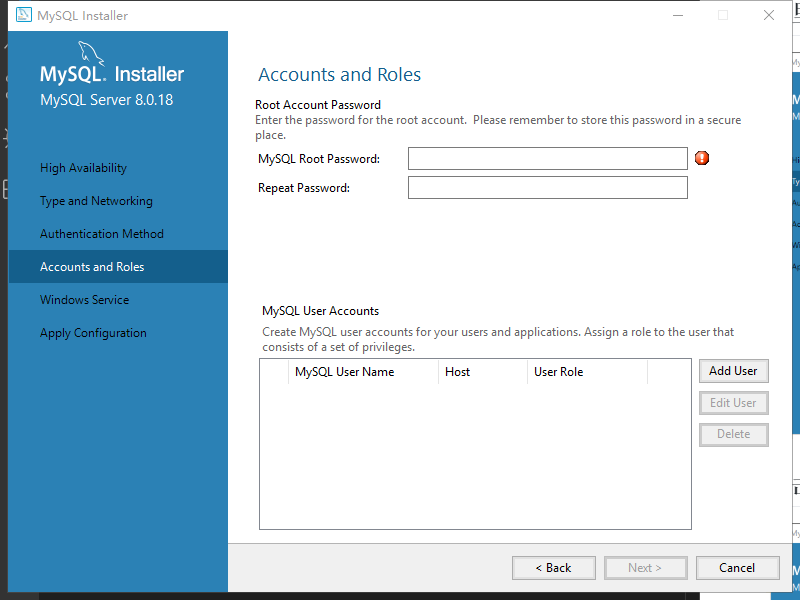 MySQL Installer
MySQL. Installer
MySQL Server 8.0.18
High Availability
Type and Networking
Authentication Method
Accounts and Roles
Windows Service
Apply Configuration
Accounts and Roles
Root Account Password
Enter the password for the root account. Please remember to store this password in a secure
place.
MySQL Root Password:
Repeat Password:
MySQL User Accounts
Create MySQL user accounts for your users and applications. Assign a role to the user that
consists of a set of privileges.
MySQL User Name Host User Role
Add User
Edit User
Delete
< Back Next > Cancel